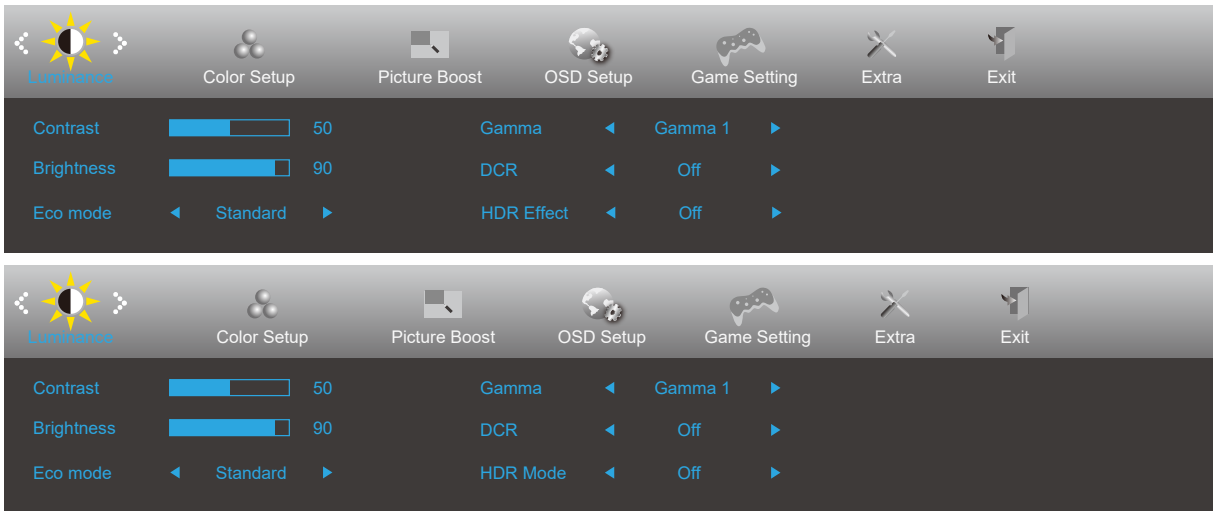 Luminance Color Setup Picture Boost OSD Setup Game Setting Extra Exit
Contrast 50 Gamma Gamma 1
Brightness 90 DCR Off
Eco mode Standard HDR Effect Off
Luminance Color Setup Picture Boost OSD Setup Game Setting Extra Exit
Contrast 50 Gamma Gamma 1
Brightness 90 DCR Off
Eco mode Standard HDR Mode Off